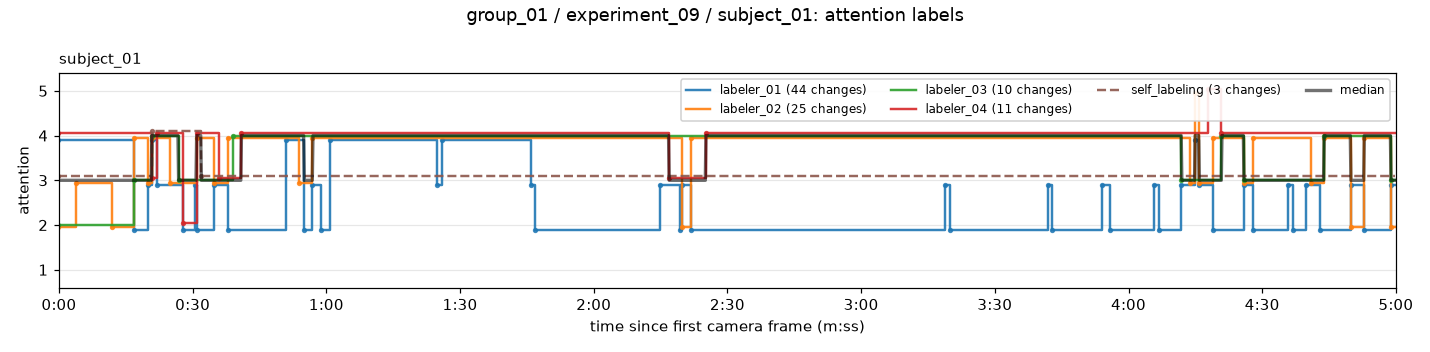 group_01 / experiment_09 / subject_01: attention labels
subject_01
labeler_01 (44 changes)
labeler_02 (25 changes)
labeler_03 (10 changes)
labeler_04 (11 changes)
self_labeling (3 changes)
median
attention
5
4
3
2
1
0:00 0:30 1:00 1:30 2:00 2:30 3:00 3:30 4:00 4:30 5:00
time since first camera frame (m:ss)